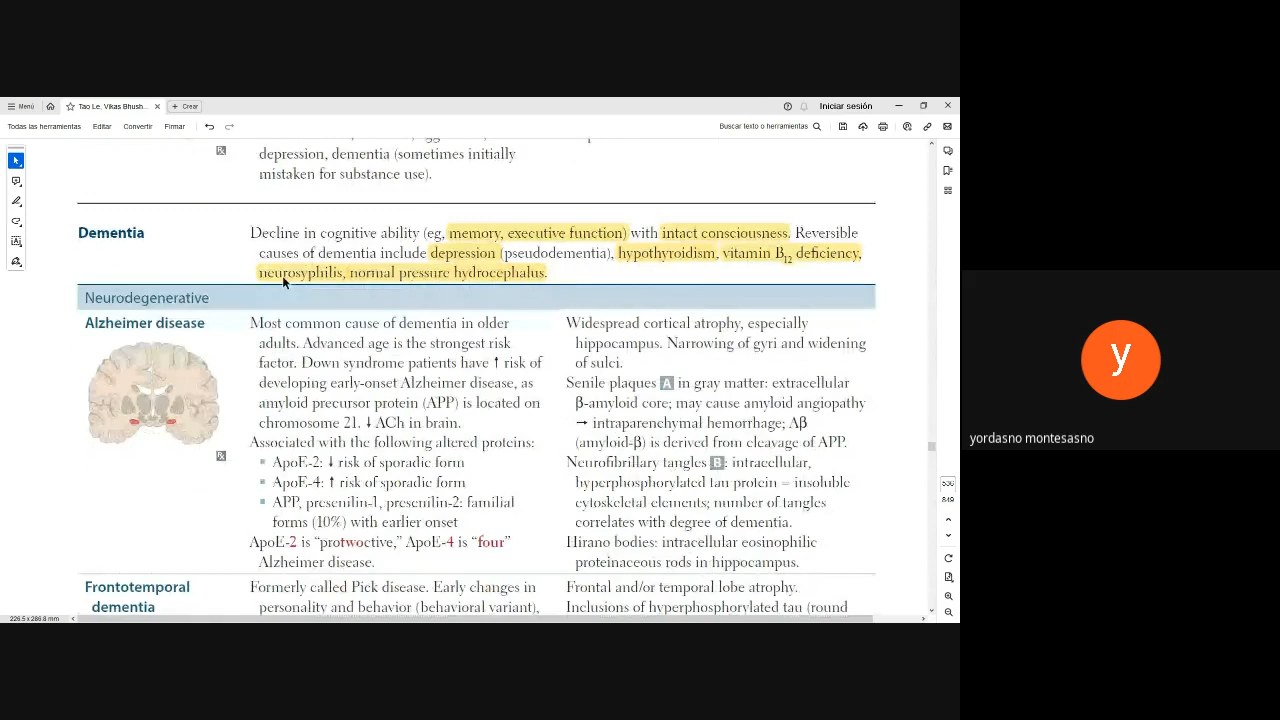 Menú
Tao Le, Vikas Bhush...
Crear
Iniciar sesión
Todas las herramientas Editar Convertir Firmar
Buscar texto o herramientas
depression, dementia (sometimes initially
mistaken for substance use).
Dementia
Decline in cognitive ability (eg, memory, executive function) with intact consciousness. Reversible
causes of dementia include depression (pseudodementia), hypothyroidism, vitamin B12 deficiency,
neurosyphilis, normal pressure hydrocephalus.
Neurodegenerative
Alzheimer disease
Most common cause of dementia in older
adults. Advanced age is the strongest risk
factor. Down syndrome patients have ↑ risk of
developing early-onset Alzheimer disease, as
amyloid precursor protein (APP) is located on
chromosome 21. ↓ ACh in brain.
Associated with the following altered proteins:
▪ ApoE-2: ↓ risk of sporadic form
▪ ApoE-4: ↑ risk of sporadic form
▪ APP, presenilin-1, presenilin-2: familial
forms (10%) with earlier onset
ApoE-2 is “protwoctive,” ApoE-4 is “four”
Alzheimer disease.
Widespread cortical atrophy, especially
hippocampus. Narrowing of gyri and widening
of sulci.
Senile plaques A in gray matter: extracellular
β-amyloid core; may cause amyloid angiopathy
→ intraparenchymal hemorrhage; Aβ
(amyloid-β) is derived from cleavage of APP.
Neurofibrillary tangles B: intracellular,
hyperphosphorylated tau protein = insoluble
cytoskeletal elements; number of tangles
correlates with degree of dementia.
Hirano bodies: intracellular eosinophilic
proteinaceous rods in hippocampus.
Frontotemporal
dementia
Formerly called Pick disease. Early changes in
personality and behavior (behavioral variant),
Frontal and/or temporal lobe atrophy.
Inclusions of hyperphosphorylated tau (round
536
849
226.5 x 286.8 mm
y
yordasno montesasno